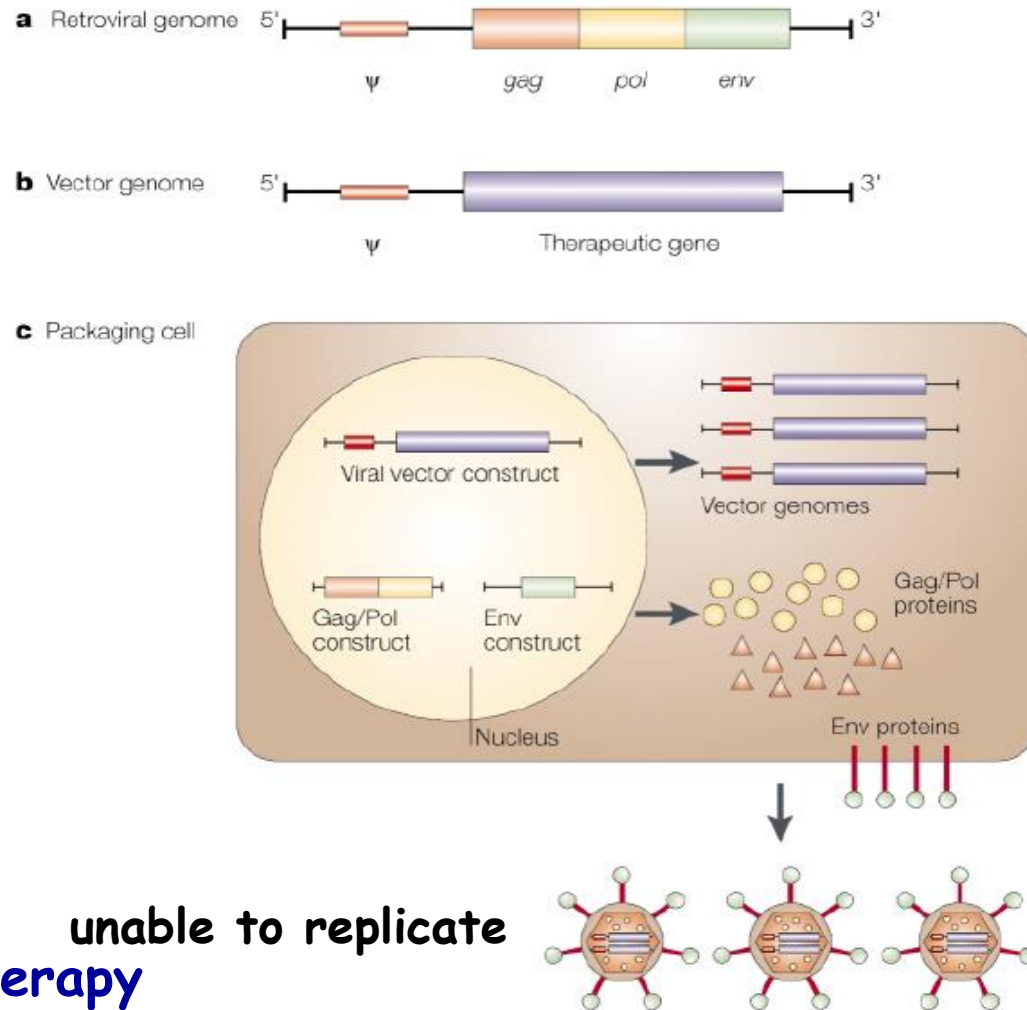 a Retroviral genome 5' 3'
ψ gag pol env
b Vector genome 5' 3'
ψ Therapeutic gene
c Packaging cell
Viral vector construct
Vector genomes
Gag/Pol
construct
Env
construct
Gag/Pol
proteins
Nucleus
Env proteins
unable to replicate
erapy